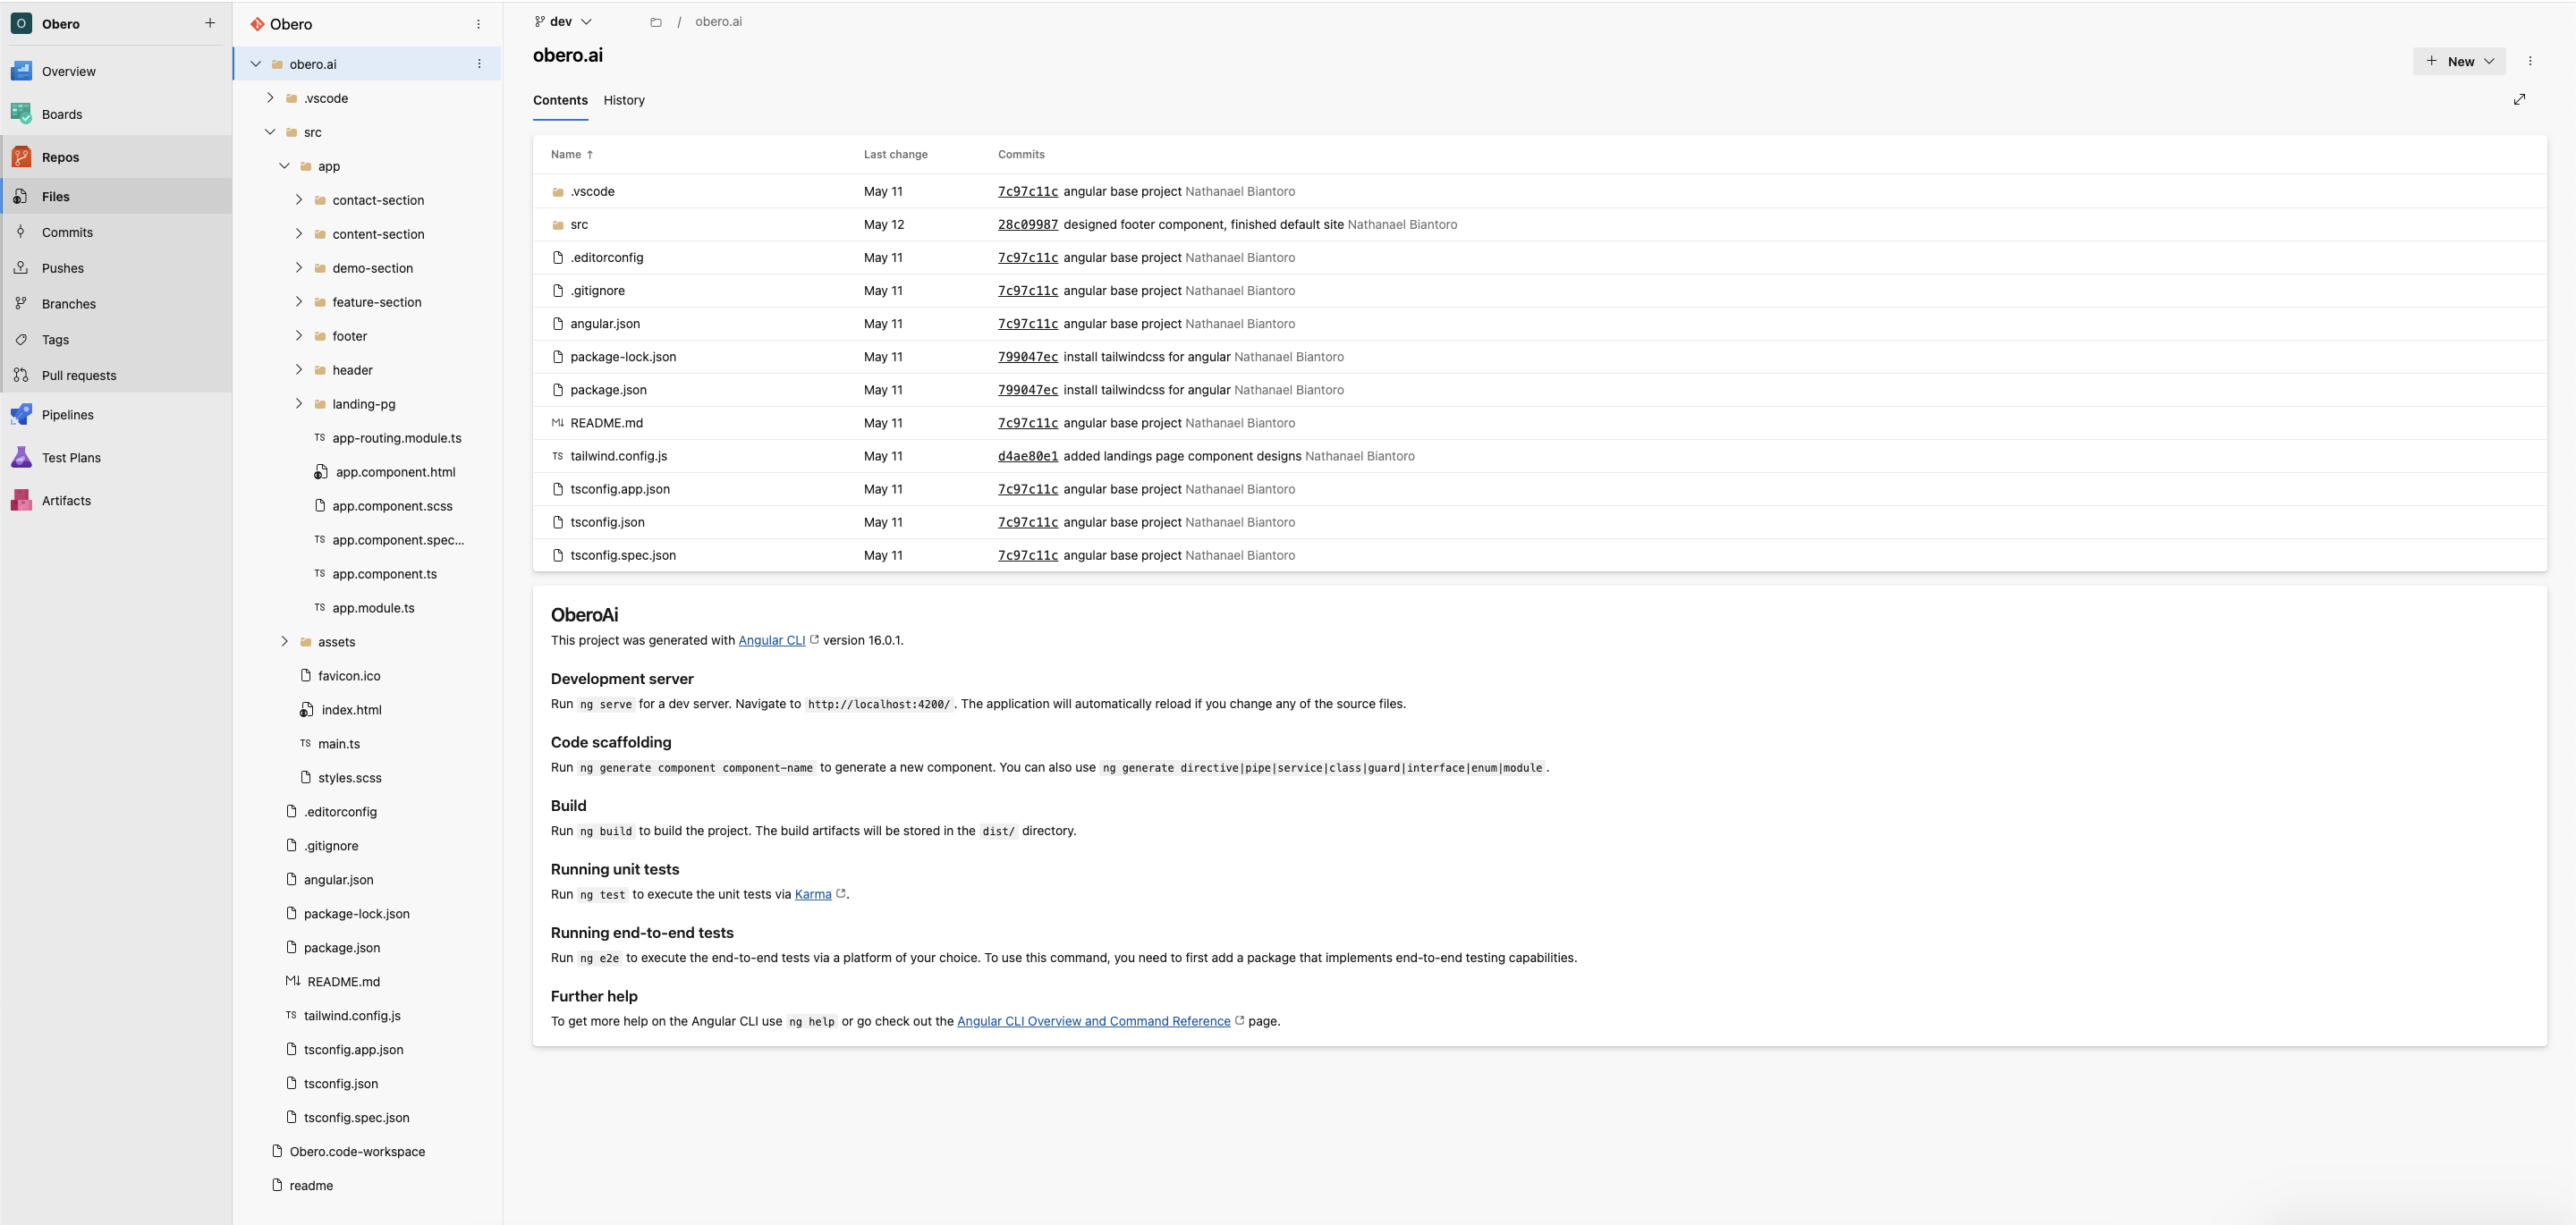 O Obero
Overview
Boards
Repos
Files
Commits
Pushes
Branches
Tags
Pull requests
Pipelines
Test Plans
Artifacts
Obero
obero.ai
.vscode
src
app
contact-section
content-section
demo-section
feature-section
footer
header
landing-pg
TS app-routing.module.ts
app.component.html
app.component.scss
TS app.component.spec...
TS app.component.ts
TS app.module.ts
assets
favicon.ico
index.html
TS main.ts
styles.scss
.editorconfig
.gitignore
angular.json
package-lock.json
package.json
M↓ README.md
TS tailwind.config.js
tsconfig.app.json
tsconfig.json
tsconfig.spec.json
Obero.code-workspace
readme
dev / obero.ai
obero.ai
+ New
Contents History
Name ↑ Last change Commits
.vscode May 11 7c97c11c angular base project Nathanael Biantoro
src May 12 28c09987 designed footer component, finished default site Nathanael Biantoro
.editorconfig May 11 7c97c11c angular base project Nathanael Biantoro
.gitignore May 11 7c97c11c angular base project Nathanael Biantoro
angular.json May 11 7c97c11c angular base project Nathanael Biantoro
package-lock.json May 11 799047ec install tailwindcss for angular Nathanael Biantoro
package.json May 11 799047ec install tailwindcss for angular Nathanael Biantoro
M↓ README.md May 11 7c97c11c angular base project Nathanael Biantoro
TS tailwind.config.js May 11 d4ae80e1 added landings page component designs Nathanael Biantoro
tsconfig.app.json May 11 7c97c11c angular base project Nathanael Biantoro
tsconfig.json May 11 7c97c11c angular base project Nathanael Biantoro
tsconfig.spec.json May 11 7c97c11c angular base project Nathanael Biantoro
OberoAi
This project was generated with Angular CLI version 16.0.1.
Development server
Run ng serve for a dev server. Navigate to http://localhost:4200/. The application will automatically reload if you change any of the source files.
Code scaffolding
Run ng generate component component-name to generate a new component. You can also use ng generate directive|pipe|service|class|guard|interface|enum|module.
Build
Run ng build to build the project. The build artifacts will be stored in the dist/ directory.
Running unit tests
Run ng test to execute the unit tests via Karma.
Running end-to-end tests
Run ng e2e to execute the end-to-end tests via a platform of your choice. To use this command, you need to first add a package that implements end-to-end testing capabilities.
Further help
To get more help on the Angular CLI use ng help or go check out the Angular CLI Overview and Command Reference page.